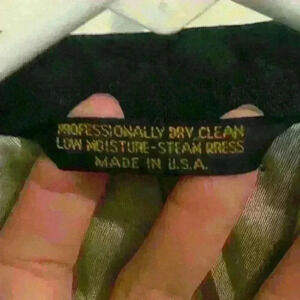 PROFESSIONALLY DRY CLEAN
LOW MOISTURE-STEAM PRESS
MADE IN U.S.A.